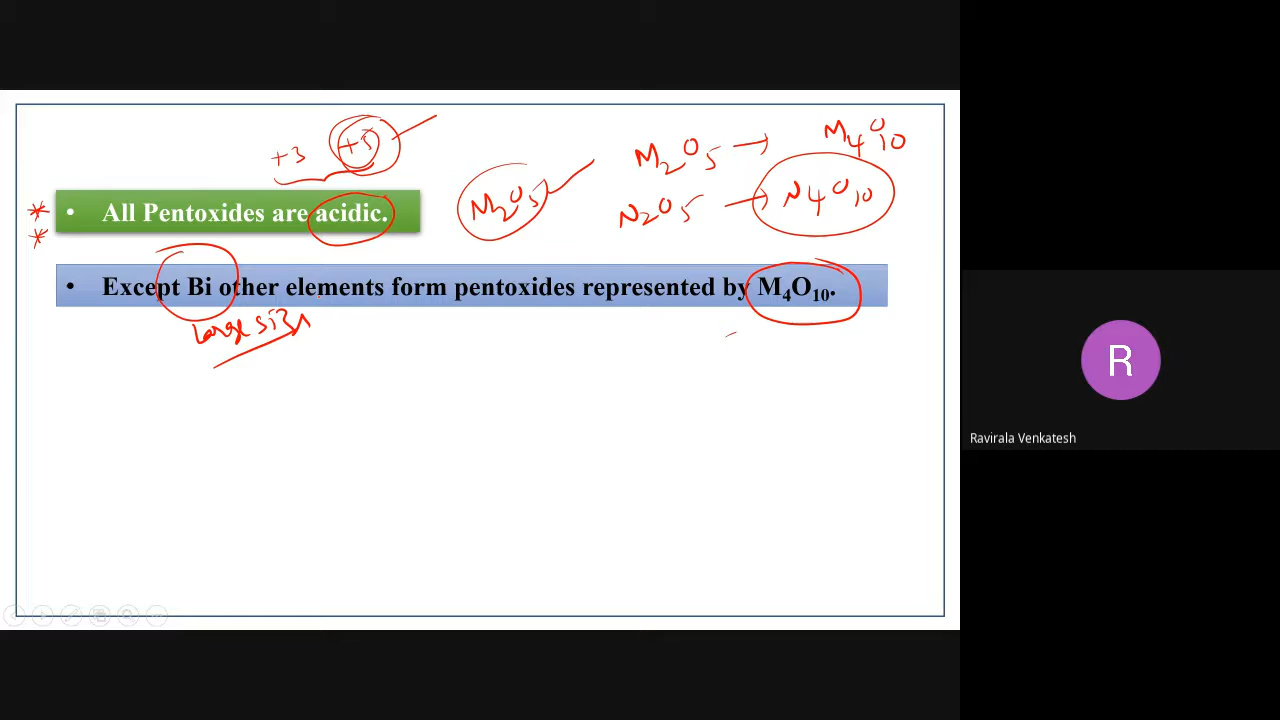 +3 +5
M2O5 → M4O10
M2O5
N2O5 → N4O10
* • All Pentoxides are acidic.
*
• Except Bi other elements form pentoxides represented by M₄O₁₀.
Large size
R
Ravirala Venkatesh